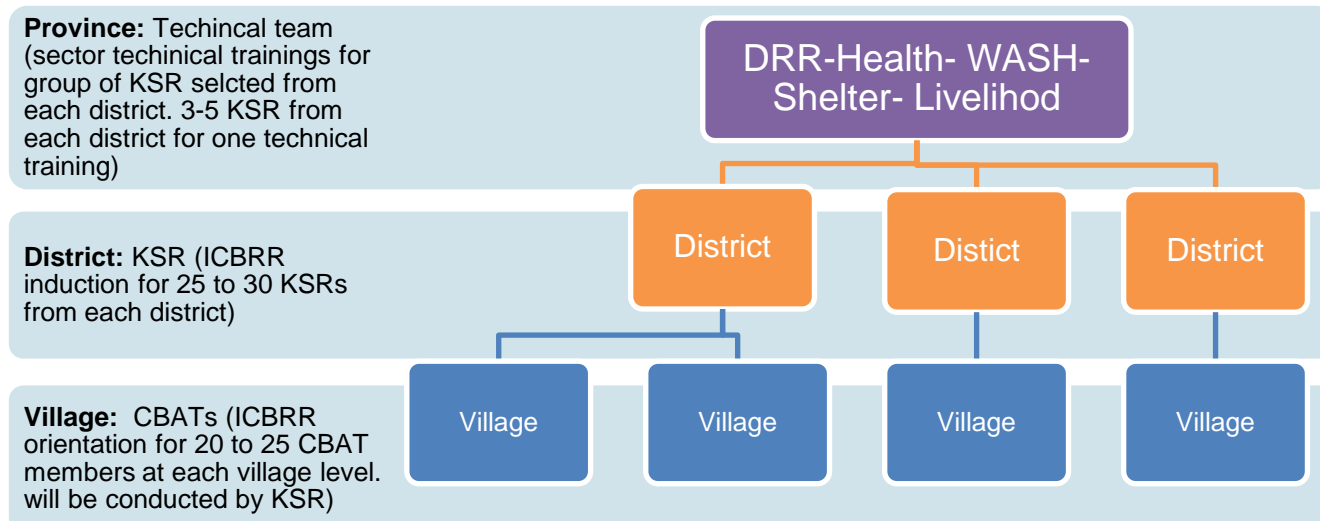 Province: Techincal team
(sector techinical trainings for
group of KSR selcted from
each district. 3-5 KSR from
each district for one technical
training)
DRR-Health- WASH-
Shelter- Livelihod
District: KSR (ICBRR
induction for 25 to 30 KSRs
from each district)
District
Distict
District
Village: CBATs (ICBRR
orientation for 20 to 25 CBAT
members at each village level.
will be conducted by KSR)
Village
Village
Village
Village